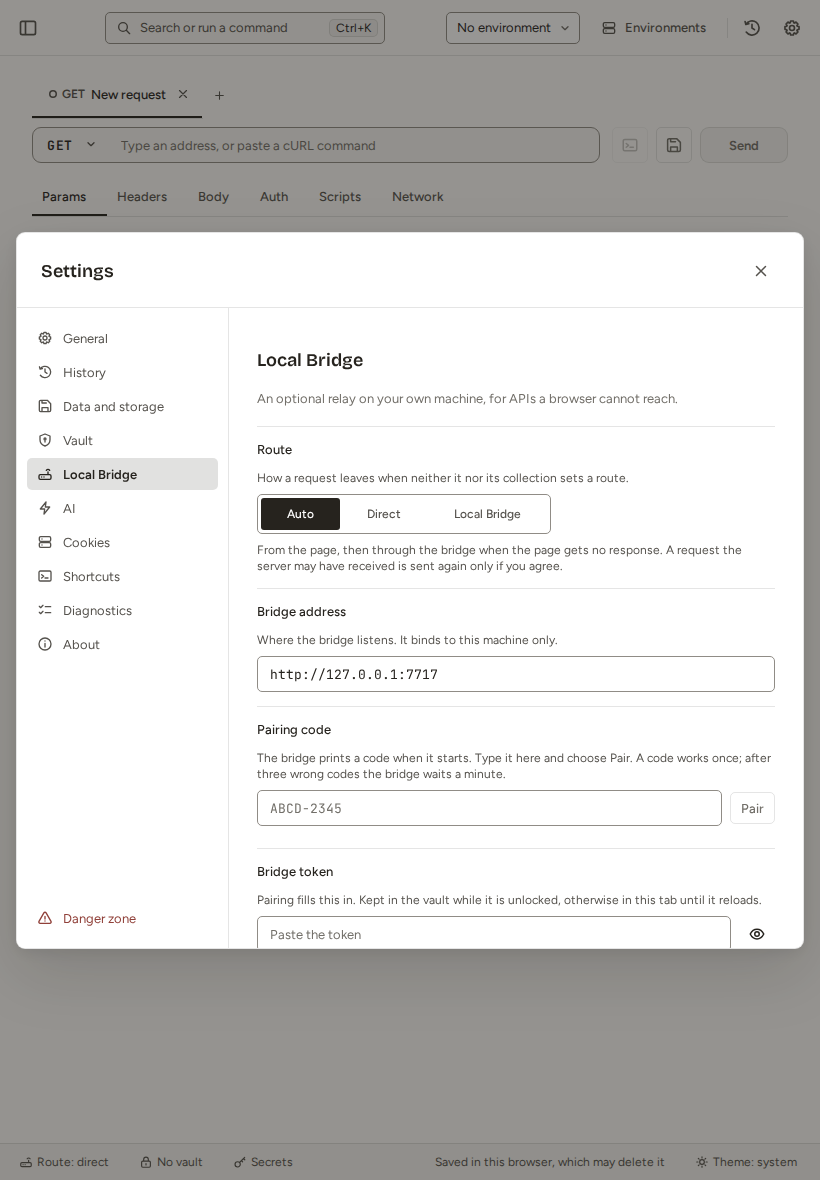 Search or run a command Ctrl+K No environment Environments
GET New request
GET Type an address, or paste a cURL command Send
Params Headers Body Auth Scripts Network
Settings
General
History
Data and storage
Vault
Local Bridge
AI
Cookies
Shortcuts
Diagnostics
About
Danger zone
Local Bridge
An optional relay on your own machine, for APIs a browser cannot reach.
Route
How a request leaves when neither it nor its collection sets a route.
Auto Direct Local Bridge
From the page, then through the bridge when the page gets no response. A request the
server may have received is sent again only if you agree.
Bridge address
Where the bridge listens. It binds to this machine only.
http://127.0.0.1:7717
Pairing code
The bridge prints a code when it starts. Type it here and choose Pair. A code works once; after
three wrong codes the bridge waits a minute.
ABCD-2345 Pair
Bridge token
Pairing fills this in. Kept in the vault while it is unlocked, otherwise in this tab until it reloads.
Paste the token
Route: direct No vault Secrets Saved in this browser, which may delete it Theme: system